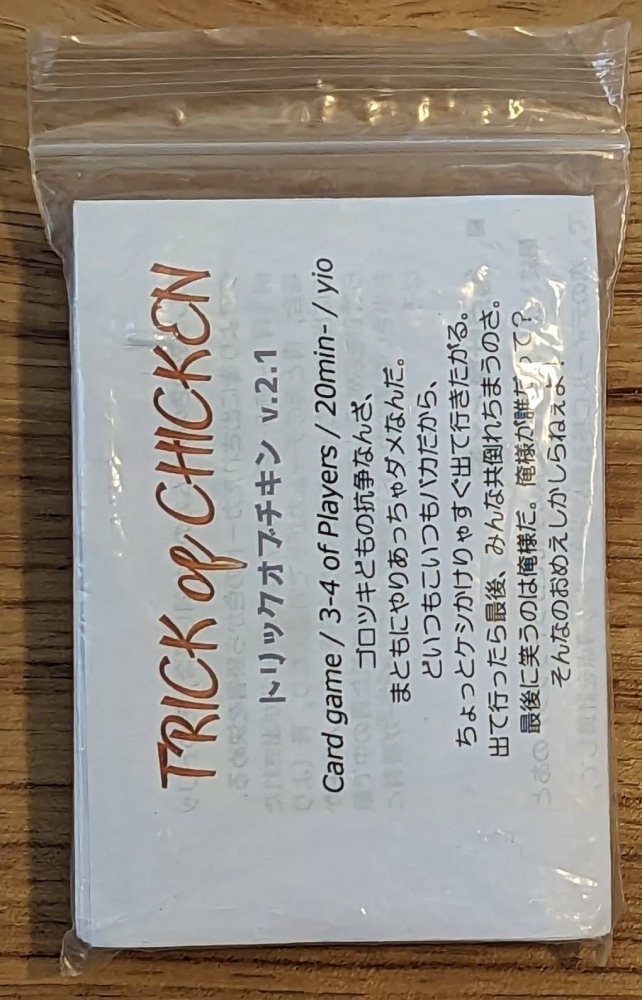 TRICK of CHICKEN
トリックオブチキン v.2.1
Card game / 3-4 of Players / 20min- / yio
ゴロツキどもの抗争なんざ、
まともにやりあっちゃダメなんだ。
どいつもこいつもバカだから、
ちょっとケシかけりゃすぐ出て行きたがる。
出て行ったら最後、みんな共倒れちまうのさ。
最後に笑うのは俺様だ。俺様が誰だって?
そんなのおめえしかしらねぇよ!